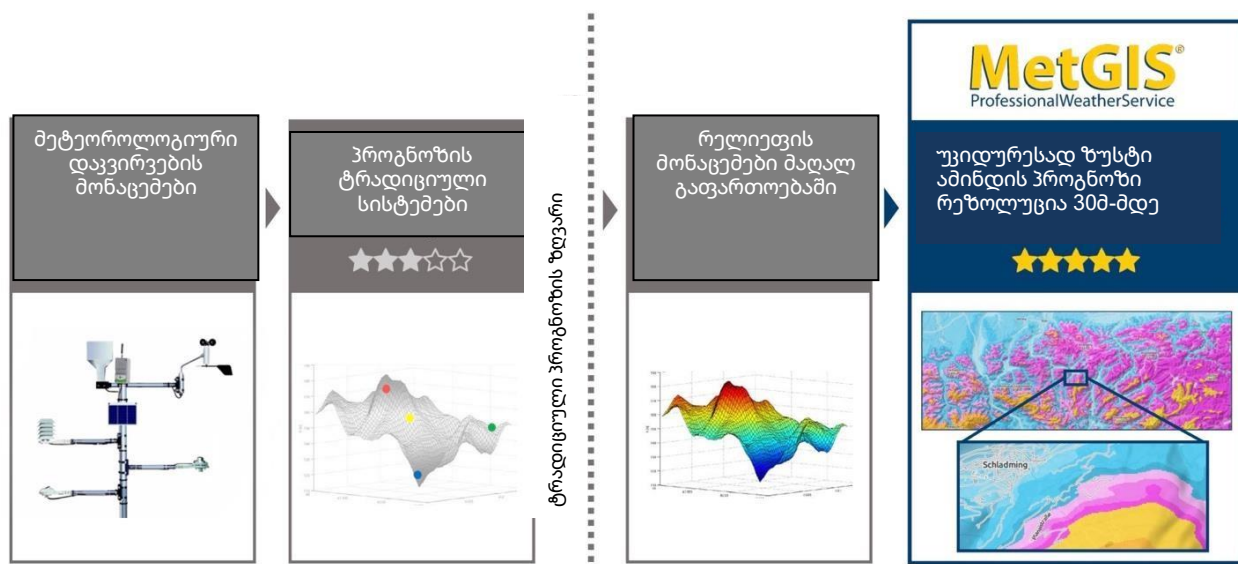 მეტეოროლოგიური
დაკვირვების
მონაცემები
პროგნოზის
ტრადიციული
სისტემები
ტრადიციული პროგნოზის ზღვარი
რელიეფის
მონაცემები მაღალ
გაფართოებაში
MetGIS®
ProfessionalWeatherService
უკიდურესად ზუსტი
ამინდის პროგნოზი
რეზოლუცია 30მ-მდე
Schladming